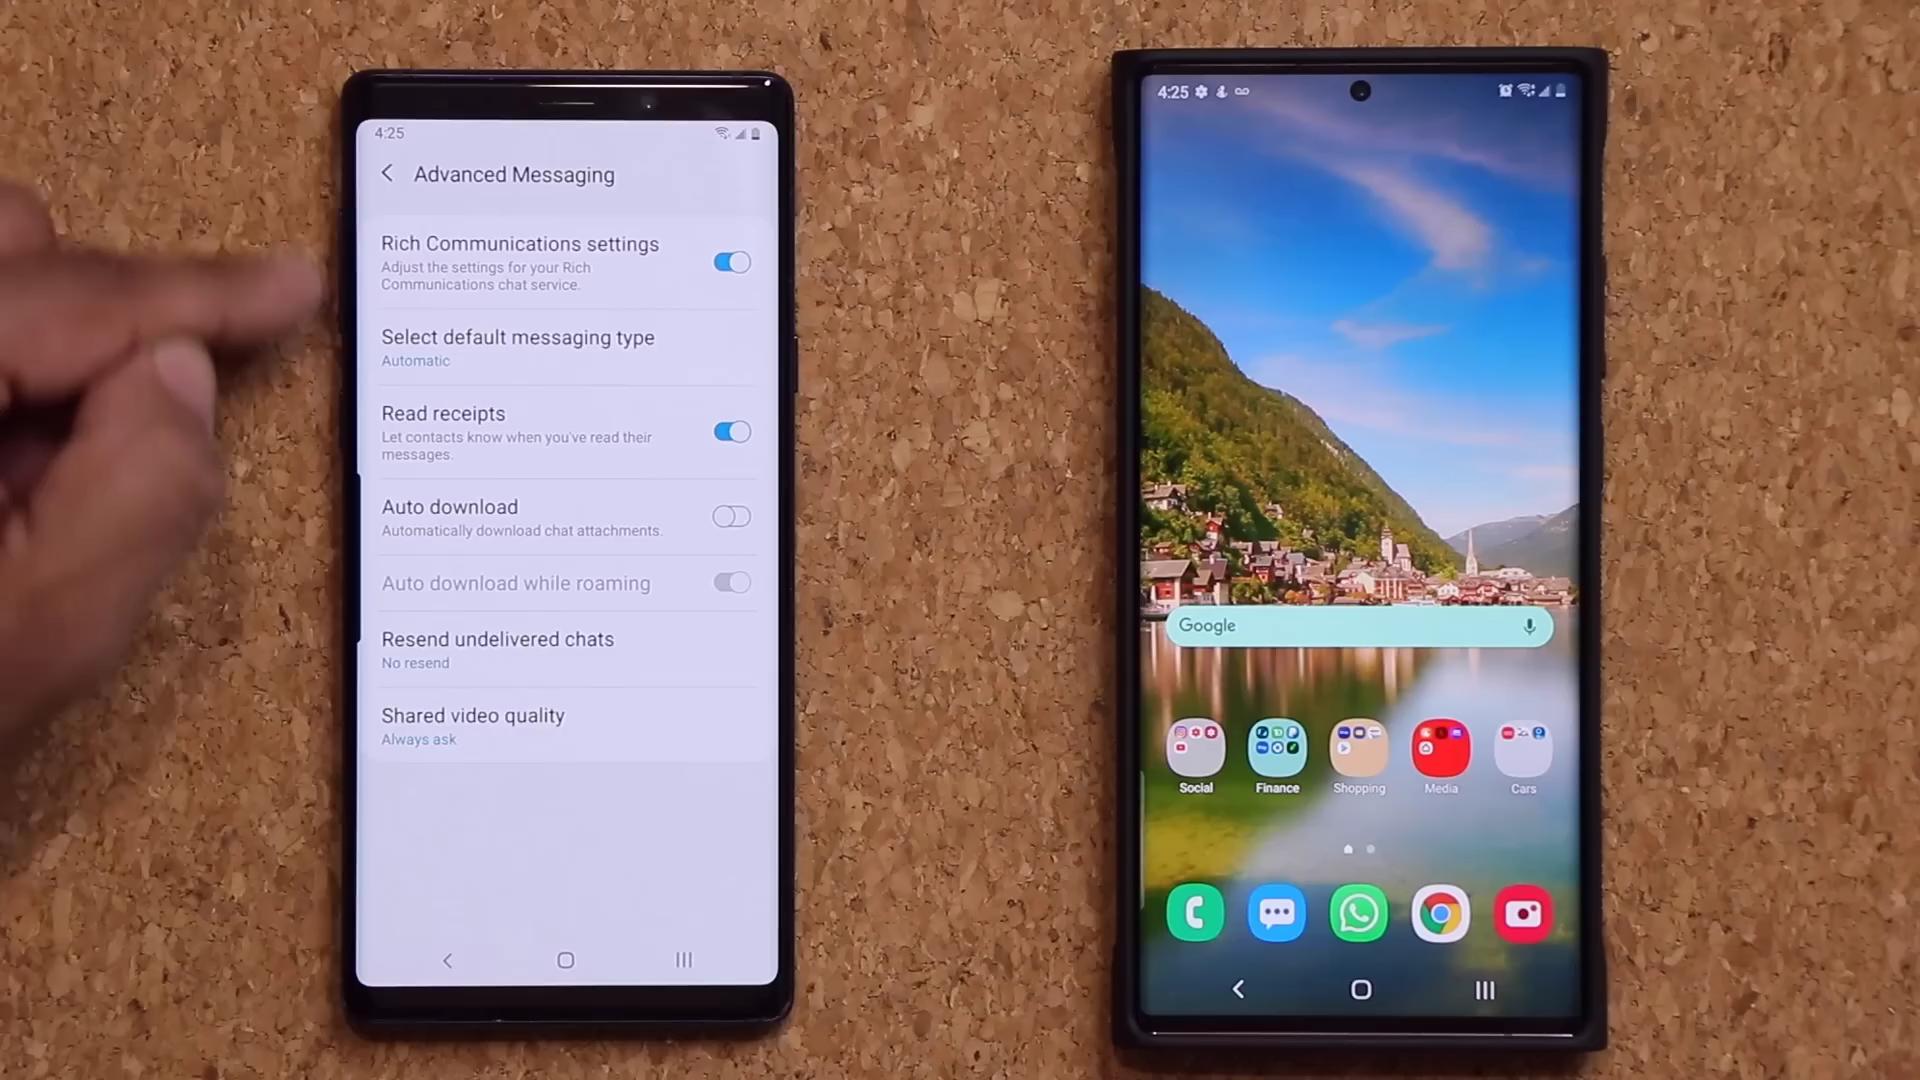 4:25
Advanced Messaging
Rich Communications settings
Adjust the settings for your Rich
Communications chat service.
Select default messaging type
Automatic
Read receipts
Let contacts know when you've read their
messages.
Auto download
Automatically download chat attachments.
Auto download while roaming
Resend undelivered chats
No resend
Shared video quality
Always ask
4:25
Google
Social
Finance
Shopping
Media
Cars